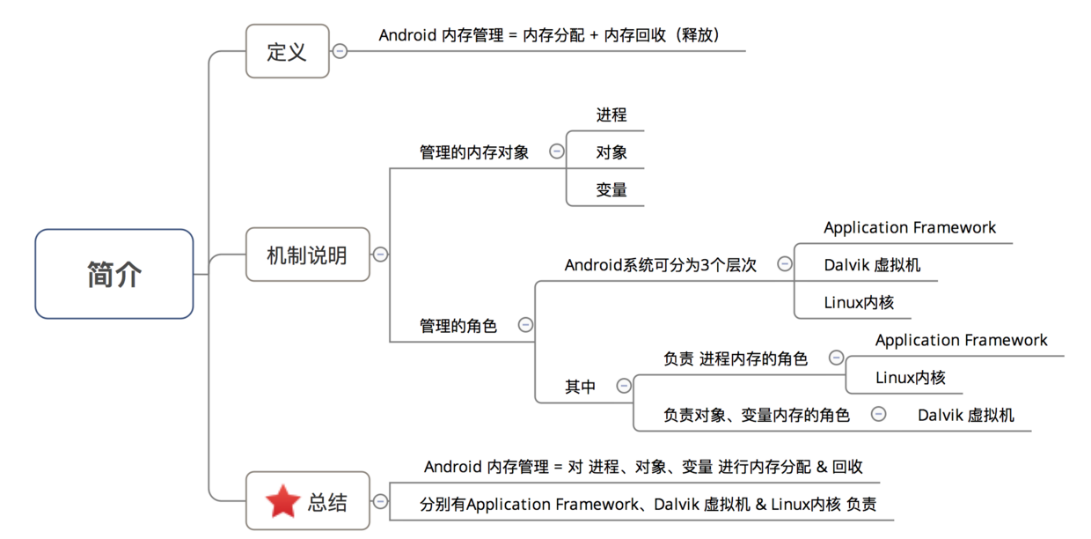 简介
定义
Android 内存管理 = 内存分配 + 内存回收（释放）
机制说明
管理的内存对象
进程
对象
变量
管理的角色
Android系统可分为3个层次
Application Framework
Dalvik 虚拟机
Linux内核
其中
负责 进程内存的角色
Application Framework
Linux内核
负责对象、变量内存的角色
Dalvik 虚拟机
总结
Android 内存管理 = 对 进程、对象、变量 进行内存分配 & 回收
分别有Application Framework、Dalvik 虚拟机 & Linux内核 负责